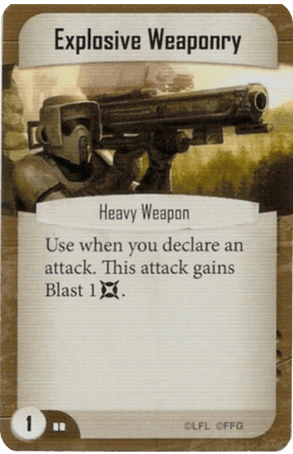 Explosive Weaponry
Heavy Weapon
Use when you declare an
attack. This attack gains
Blast 1.
1
©LFL ©FFG